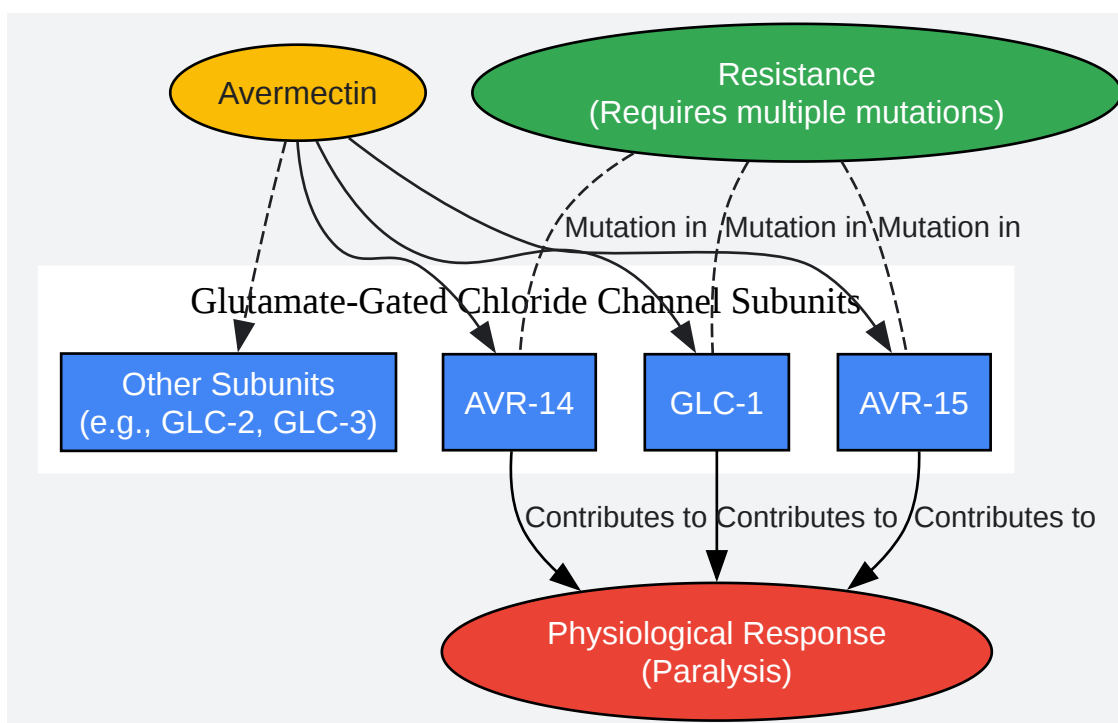 Avermectin
Resistance
(Requires multiple mutations)
Mutation in
Mutation in
Mutation in
Glutamate-Gated Chloride Channel Subunits
Other Subunits
(e.g., GLC-2, GLC-3)
AVR-14
GLC-1
AVR-15
Contributes to
Contributes to
Contributes to
Physiological Response
(Paralysis)